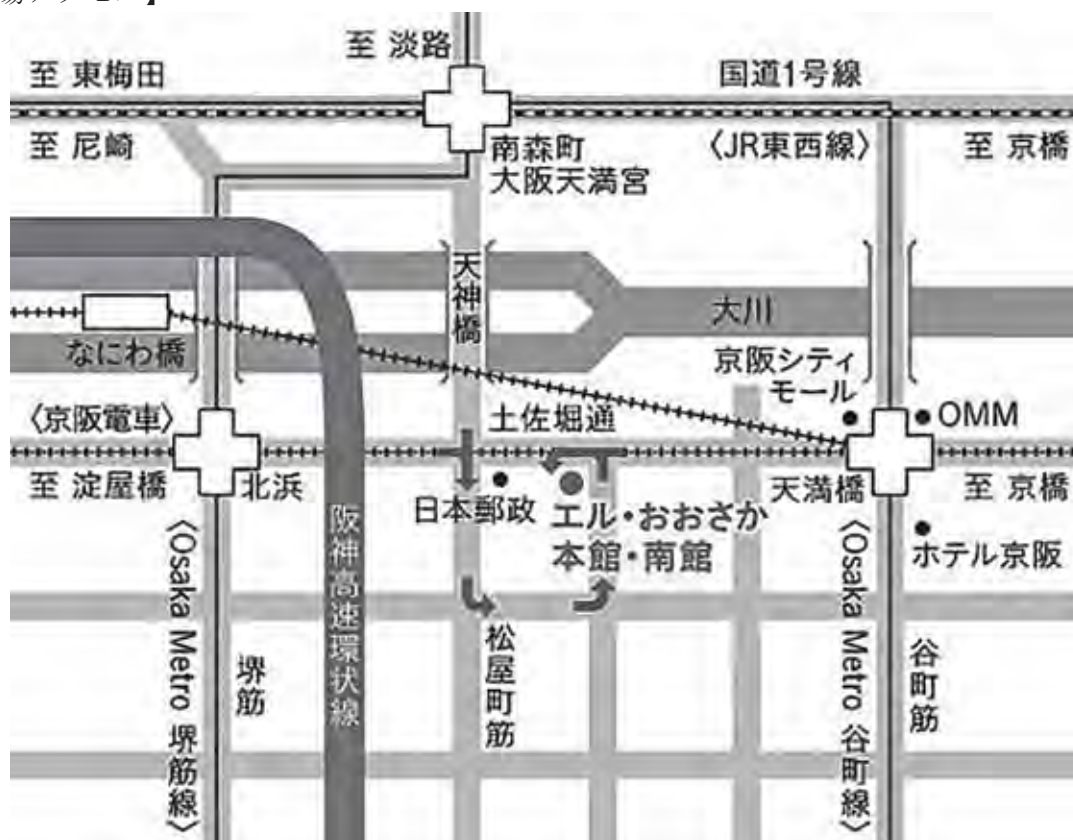 至 淡路
至 東梅田
国道1号線
至 尼崎
南森町
大阪天満宮
〈JR東西線〉
至 京橋
天神橋
大川
なにわ橋
京阪シティ
モール
〈京阪電車〉
土佐堀通
OMM
至 淀屋橋
北浜
日本郵政
エル・おおさか
本館・南館
天満橋
至 京橋
ホテル京阪
阪神高速環状線
〈Osaka Metro 堺筋線〉
堺筋
松屋町筋
〈Osaka Metro 谷町線〉
谷町筋